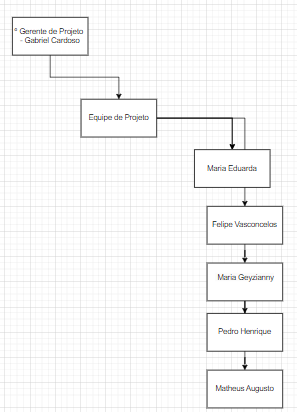 * Gerente de Projeto
- Gabriel Cardoso
Equipe de Projeto
Maria Eduarda
Felipe Vasconcelos
Maria Geyzianny
Pedro Henrique
Matheus Augusto